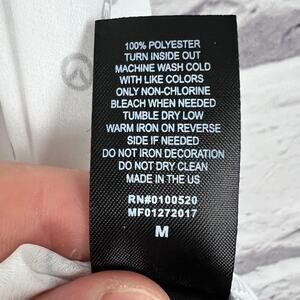 100% POLYESTER
TURN INSIDE OUT
MACHINE WASH COLD
WITH LIKE COLORS
ONLY NON-CHLORINE
BLEACH WHEN NEEDED
TUMBLE DRY LOW
WARM IRON ON REVERSE
SIDE IF NEEDED
DO NOT IRON DECORATION
DO NOT DRY CLEAN
MADE IN CHINA
RN#0100520
MF01272017
M